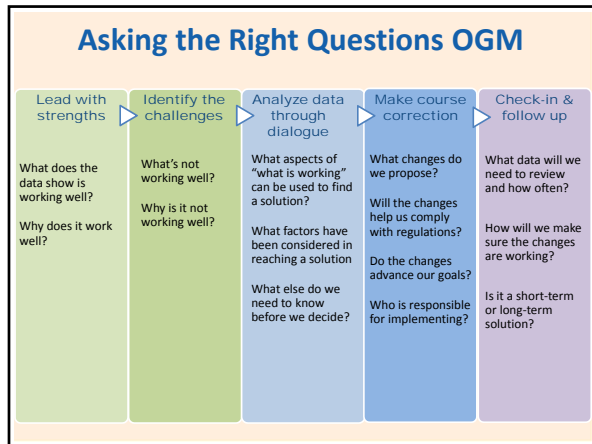 Asking the Right Questions OGM
Lead with
strengths
What does the
data show is
working well?
Why does it work
well?
Identify the
challenges
What's not
working well?
Why is it not
working well?
Analyze data
through
dialogue
What aspects of
“what is working”
can be used to find
a solution?
What factors have
been considered in
reaching a solution
What else do we
need to know
before we decide?
Make course
correction
What changes do
we propose?
Will the changes
help us comply
with regulations?
Do the changes
advance our goals?
Who is responsible
for implementing?
Check-in &
follow up
What data will we
need to review
and how often?
How will we make
sure the changes
are working?
Is it a short-term
or long-term
solution?